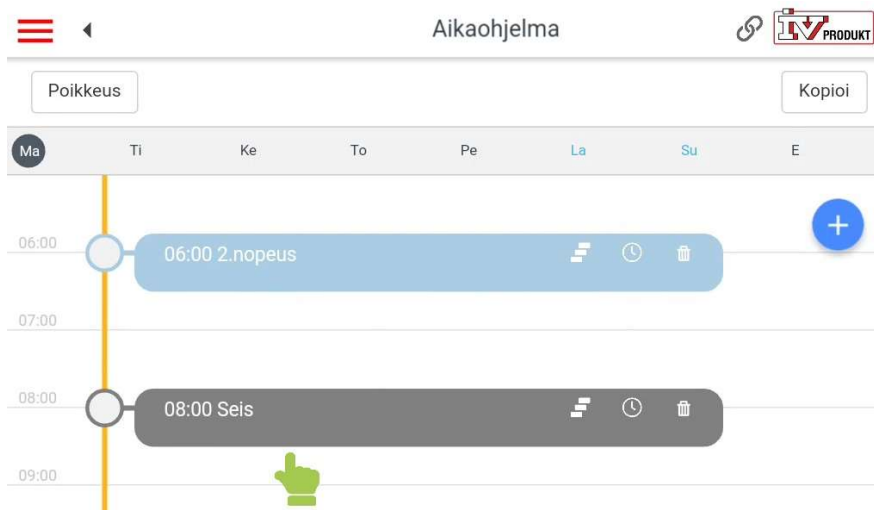 Aikaohjelma
IV PRODUKT
Poikkeus
Kopioi
Ma Ti Ke To Pe La Su E
06:00
06:00 2.nopeus
07:00
08:00
08:00 Seis
09:00